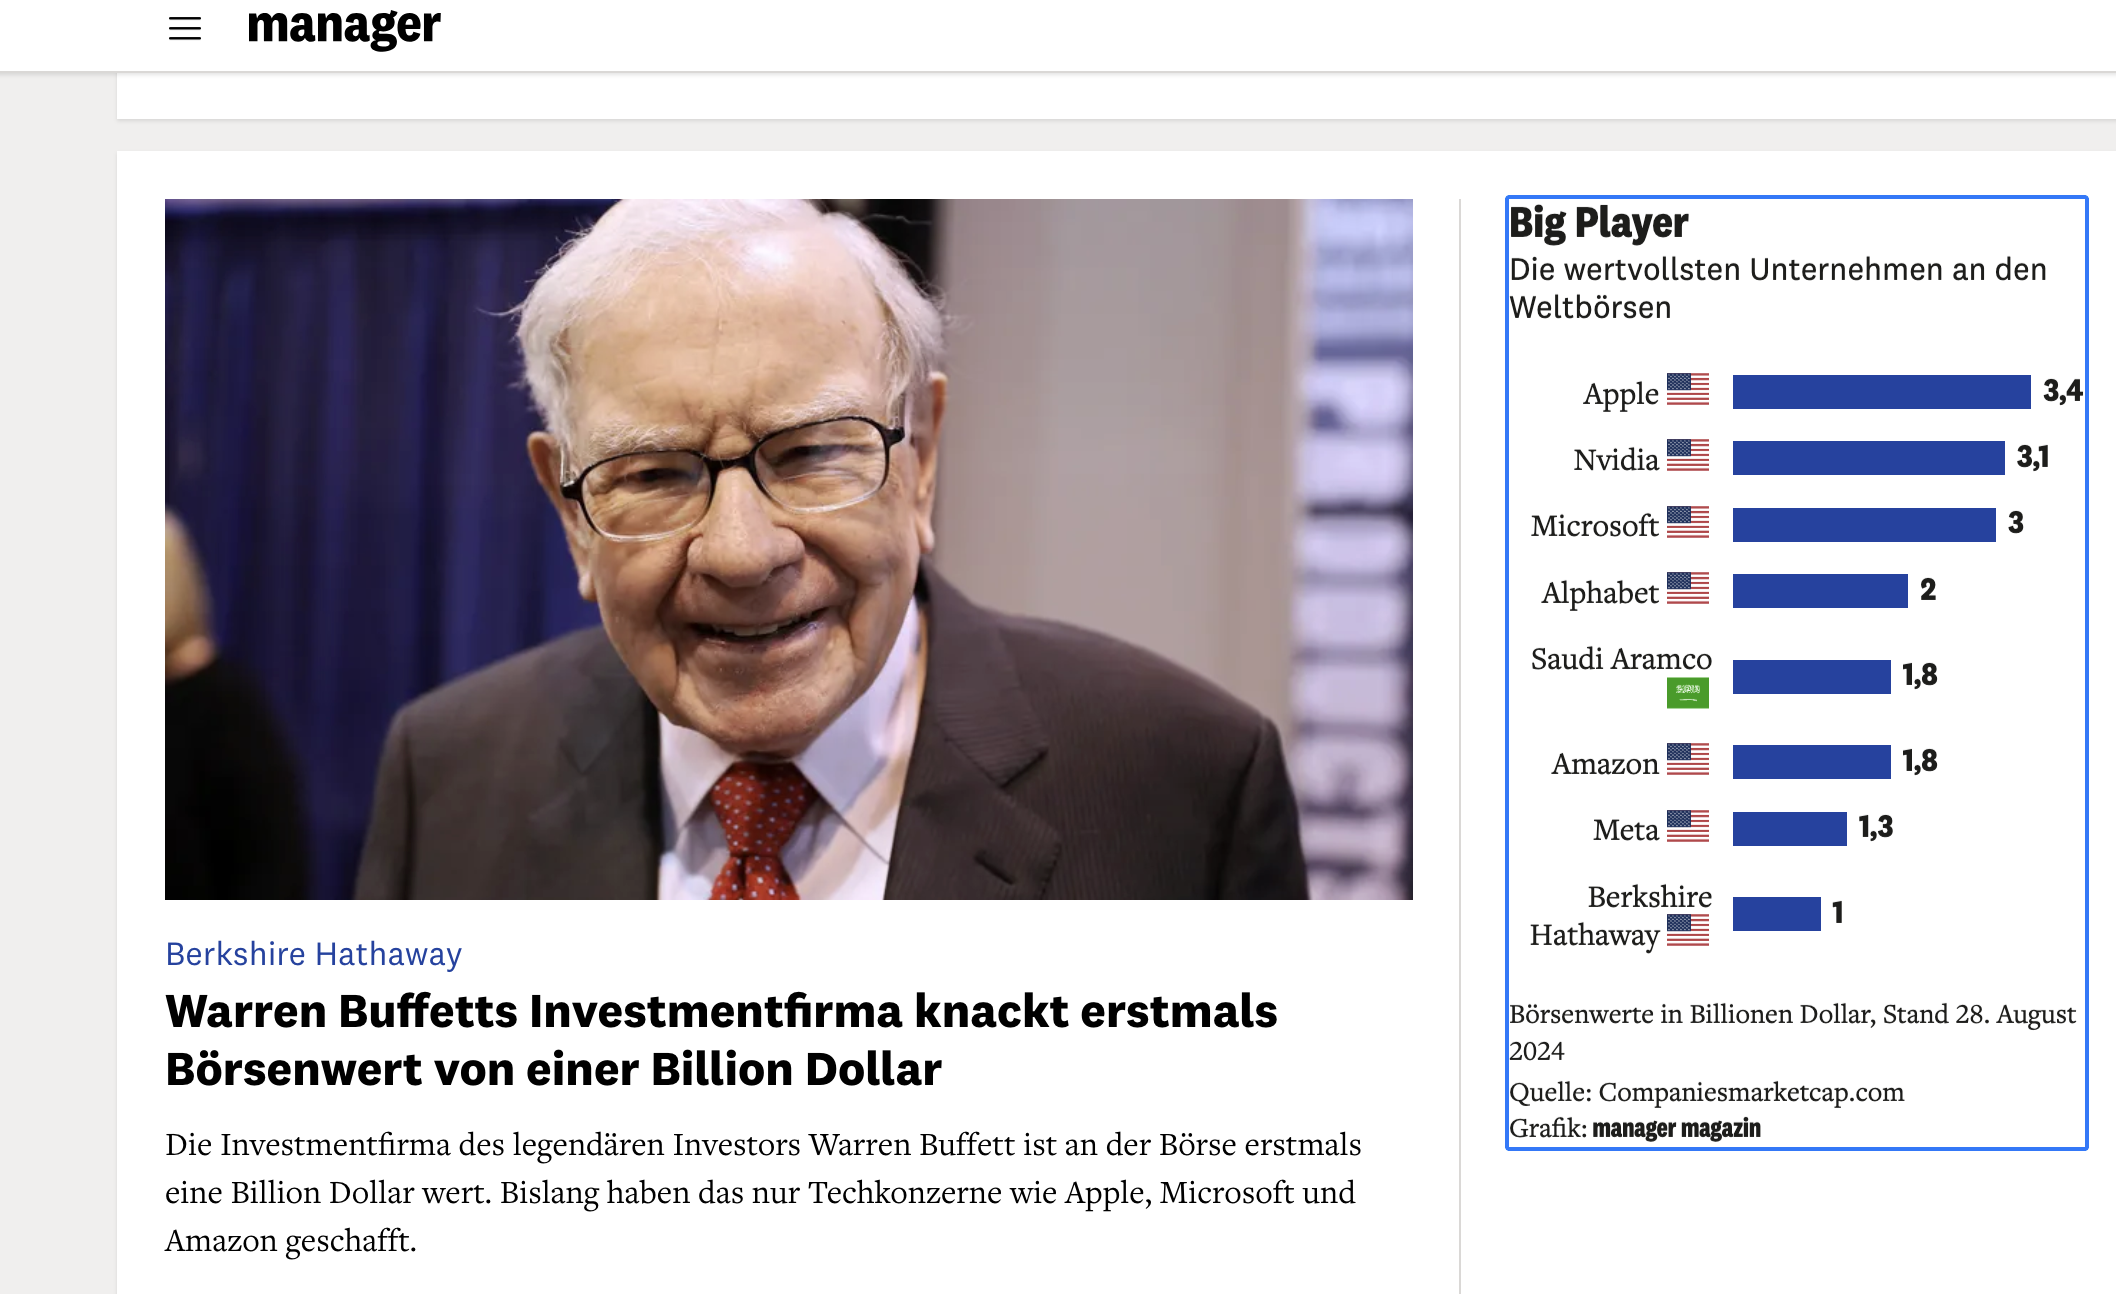 manager
Berkshire Hathaway
Warren Buffetts Investmentfirma knackt erstmals
Börsenwert von einer Billion Dollar
Die Investmentfirma des legendären Investors Warren Buffett ist an der Börse erstmals
eine Billion Dollar wert. Bislang haben das nur Techkonzerne wie Apple, Microsoft und
Amazon geschafft.
Big Player
Die wertvollsten Unternehmen an den
Weltbörsen
Apple 3,4
Nvidia 3,1
Microsoft 3
Alphabet 2
Saudi Aramco 1,8
Amazon 1,8
Meta 1,3
Berkshire
Hathaway 1
Börsenwerte in Billionen Dollar, Stand 28. August
2024
Quelle: Companiesmarketcap.com
Grafik: manager magazin